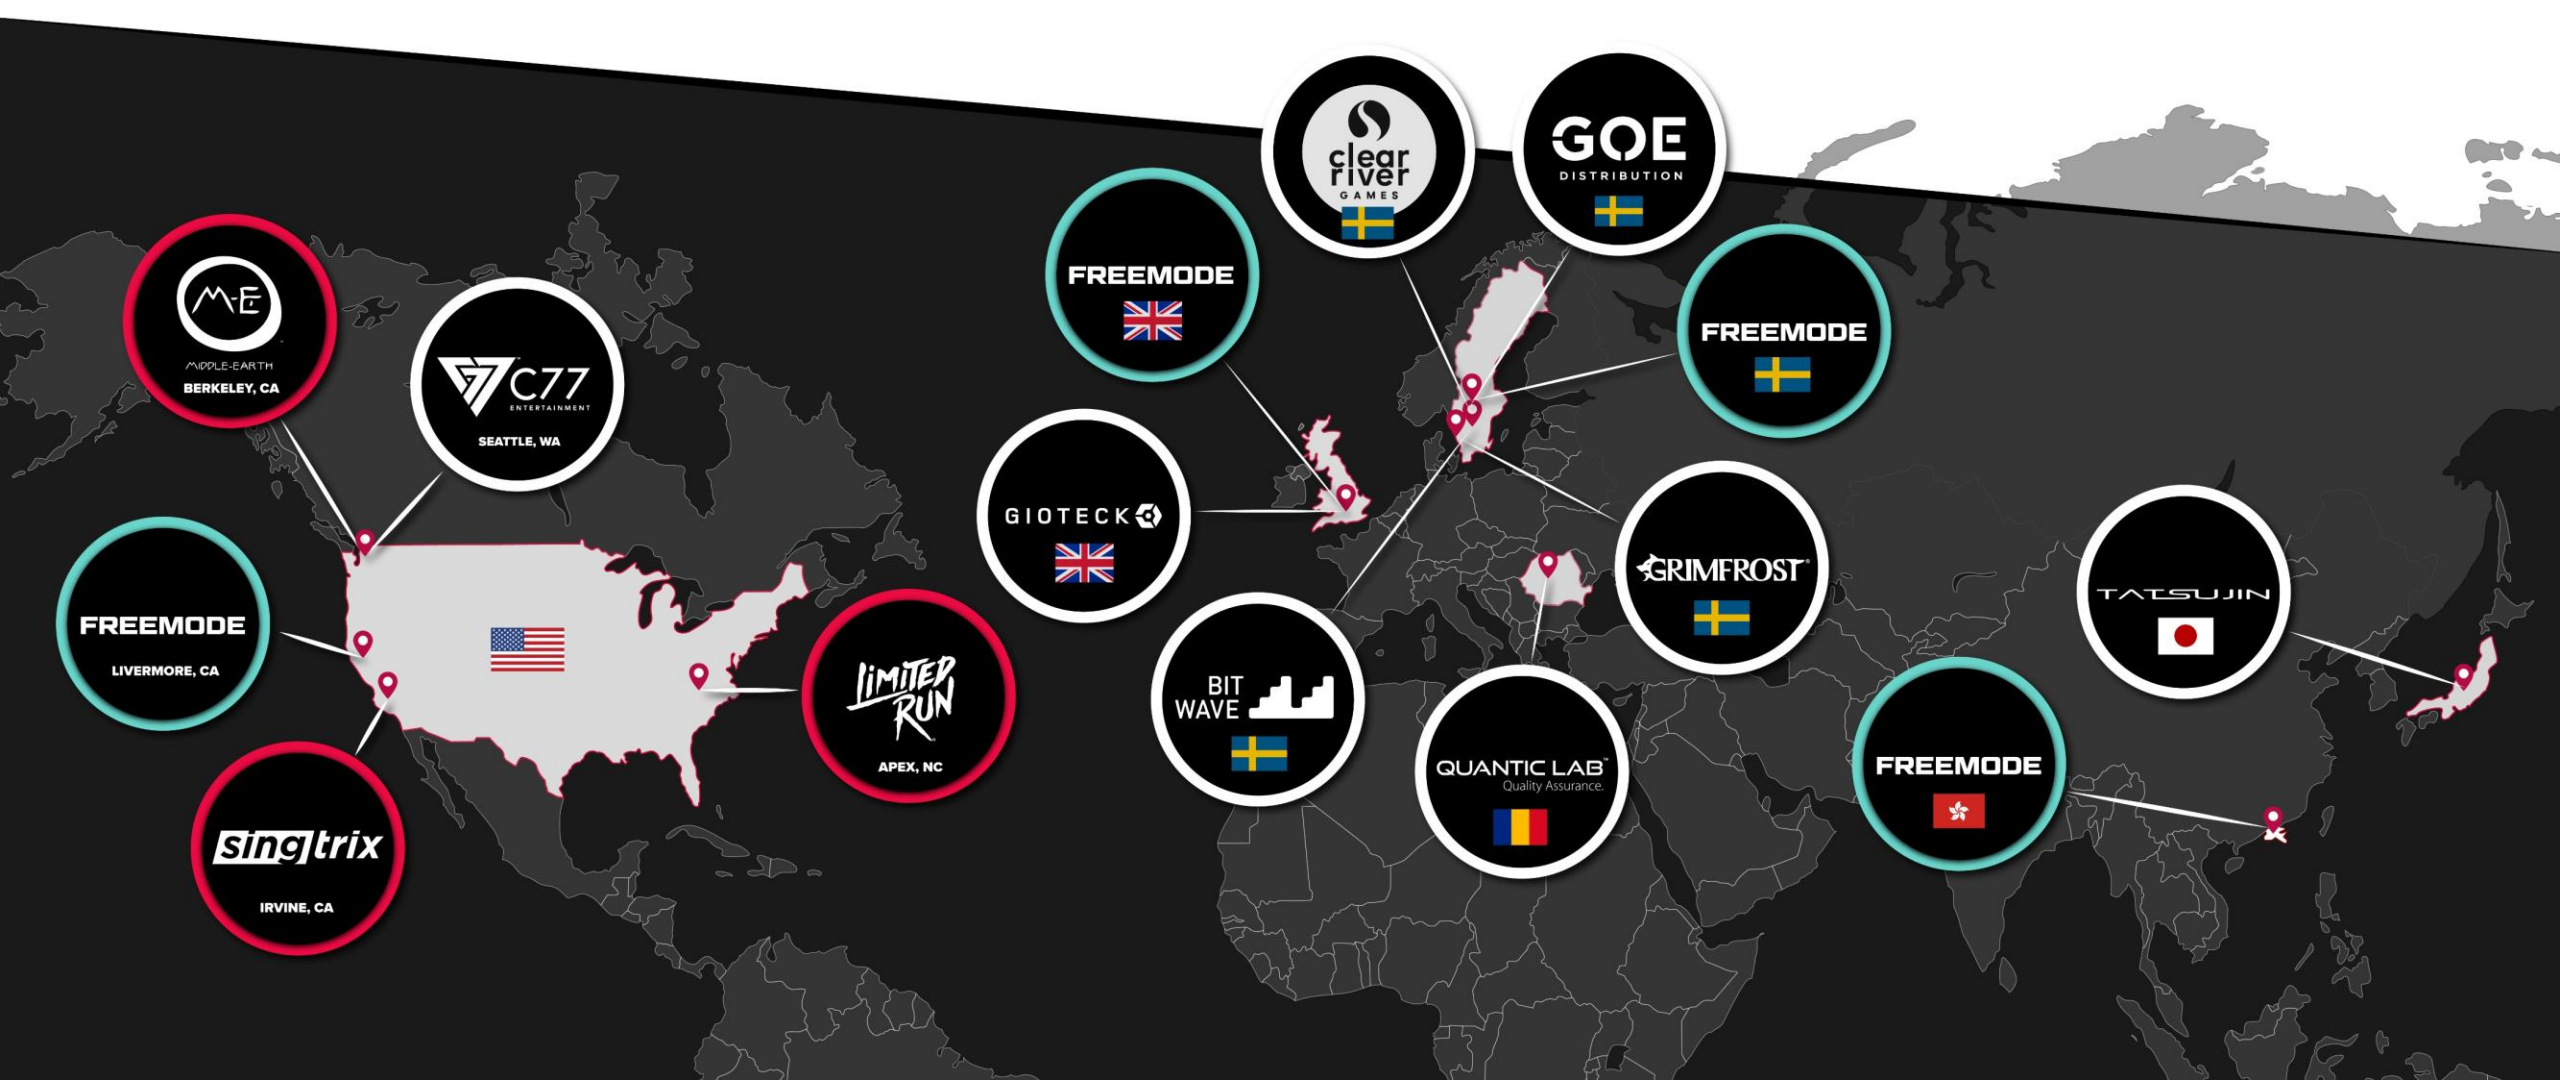 M-E
MIDDLE-EARTH
BERKELEY, CA
C77
ENTERTAINMENT
SEATTLE, WA
FREEMODE
LIVERMORE, CA
singtrix
IRVINE, CA
LIMITED
RUN
APEX, NC
FREEMODE
GIOTECK
clear
river
GAMES
GOE
DISTRIBUTION
FREEMODE
GRIMFROST
BIT
WAVE
QUANTIC LAB™
Quality Assurance.
FREEMODE
TATSUJIN